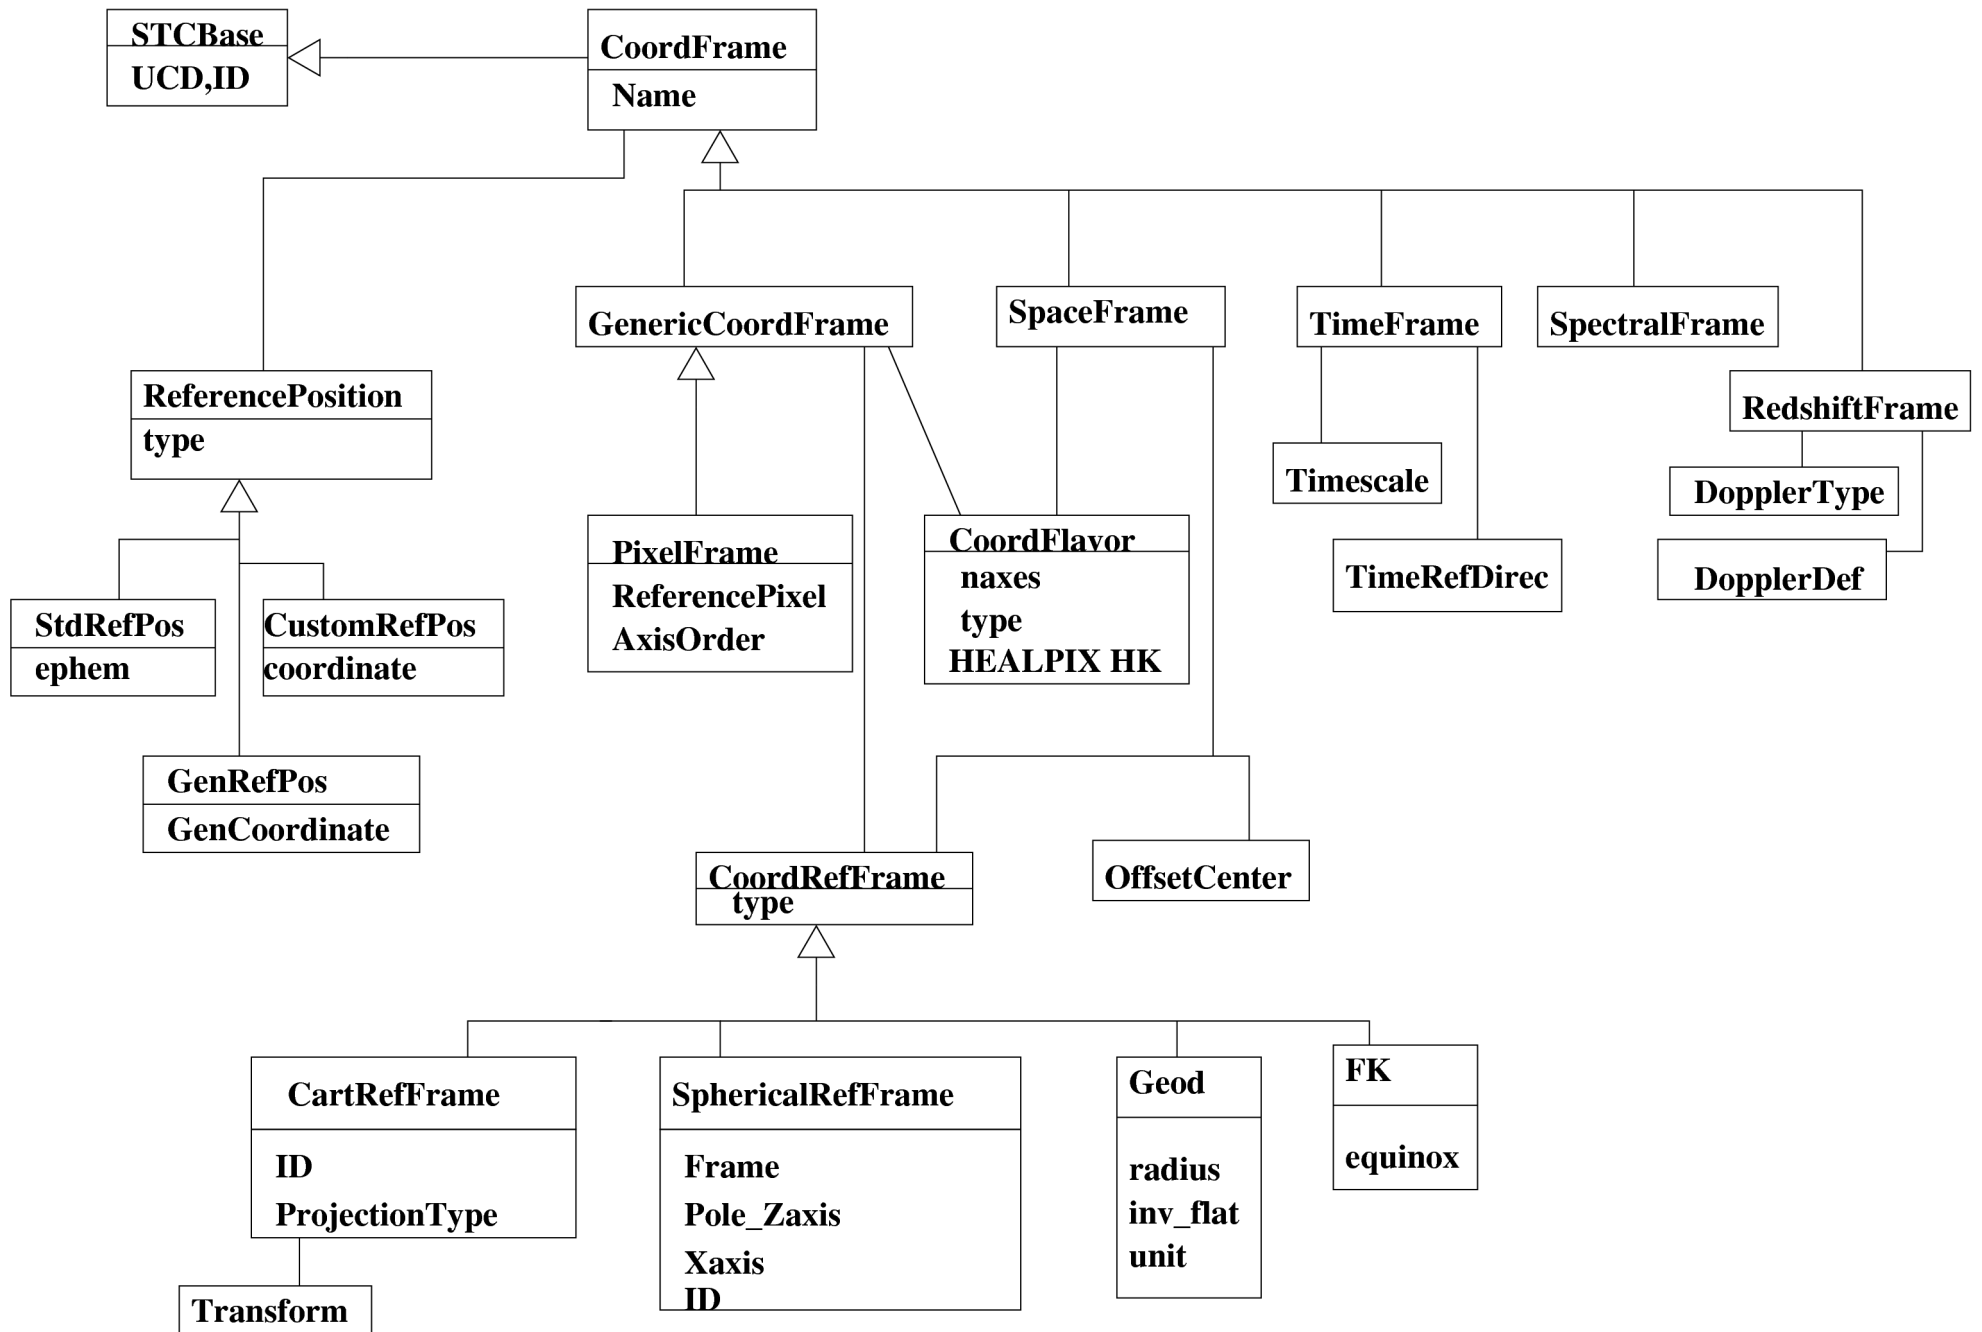 STCBase
UCD,ID
CoordFrame
Name
GenericCoordFrame
SpaceFrame
TimeFrame
SpectralFrame
ReferencePosition
type
RedshiftFrame
Timescale
DopplerType
PixelFrame
ReferencePixel
AxisOrder
CoordFlavor
naxes
type
HEALPIX HK
TimeRefDirec
DopplerDef
StdRefPos
ephem
CustomRefPos
coordinate
GenRefPos
GenCoordinate
CoordRefFrame
type
OffsetCenter
CartRefFrame
ID
ProjectionType
SphericalRefFrame
Frame
Pole_Zaxis
Xaxis
ID
Geod
radius
inv_flat
unit
FK
equinox
Transform